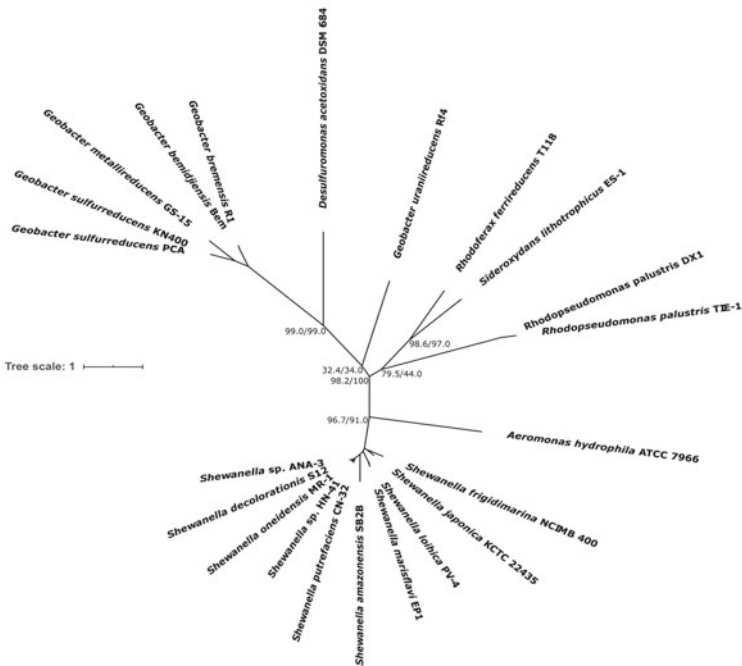 Desulfuromonas acetoxidans DSM 684
Geobacter bremensis R1
Geobacter bemidjiensis Bem
Geobacter metallireducens GS-15
Geobacter sulfurreducens KN400
Geobacter sulfurreducens PCA
Geobacter uraniireducens Rf4
Rhodoferax ferrireducens T118
Sideroxydans lithotrophicus ES-1
Rhodopseudomonas palustris DX1
Rhodopseudomonas palustris TIE-1
99.0/99.0
98.6/97.0
32.4/34.0
79.5/44.0
98.2/100
Tree scale: 1
96.7/91.0
Aeromonas hydrophila ATCC 7966
Shewanella sp. ANA-3
Shewanella decolorationis S12
Shewanella oneidensis MR-1
Shewanella sp. HN-41
Shewanella putrefaciens CN-32
Shewanella amazonensis SB2B
Shewanella marisflavi EP1
Shewanella loihica PV-4
Shewanella japonica KCTC 22435
Shewanella frigidimarina NCIMB 400